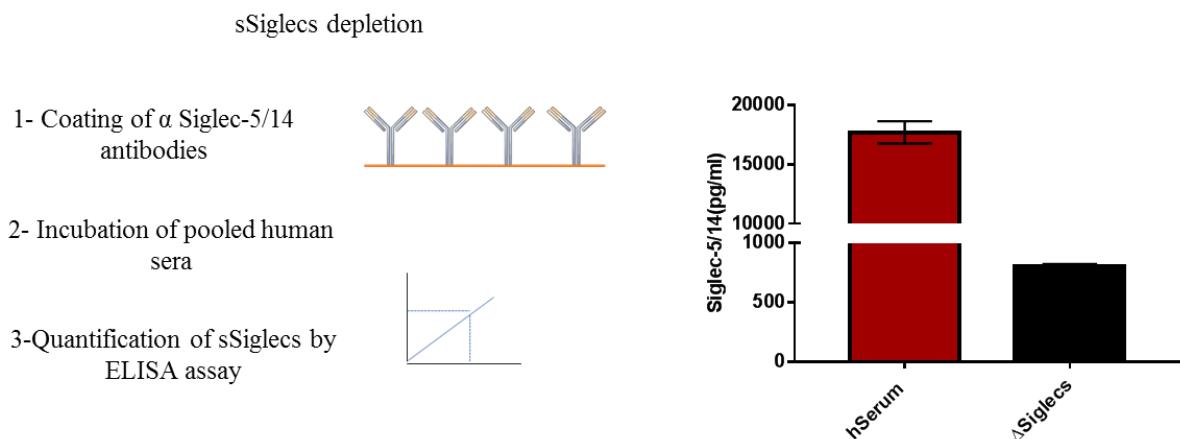 sSiglecs depletion
1- Coating of α Siglec-5/14
antibodies
2- Incubation of pooled human
sera
3-Quantification of sSiglecs by
ELISA assay
Siglec-5/14(pg/ml)
20000
15000
10000
1000
500
0
hSerum
ΔSiglecs